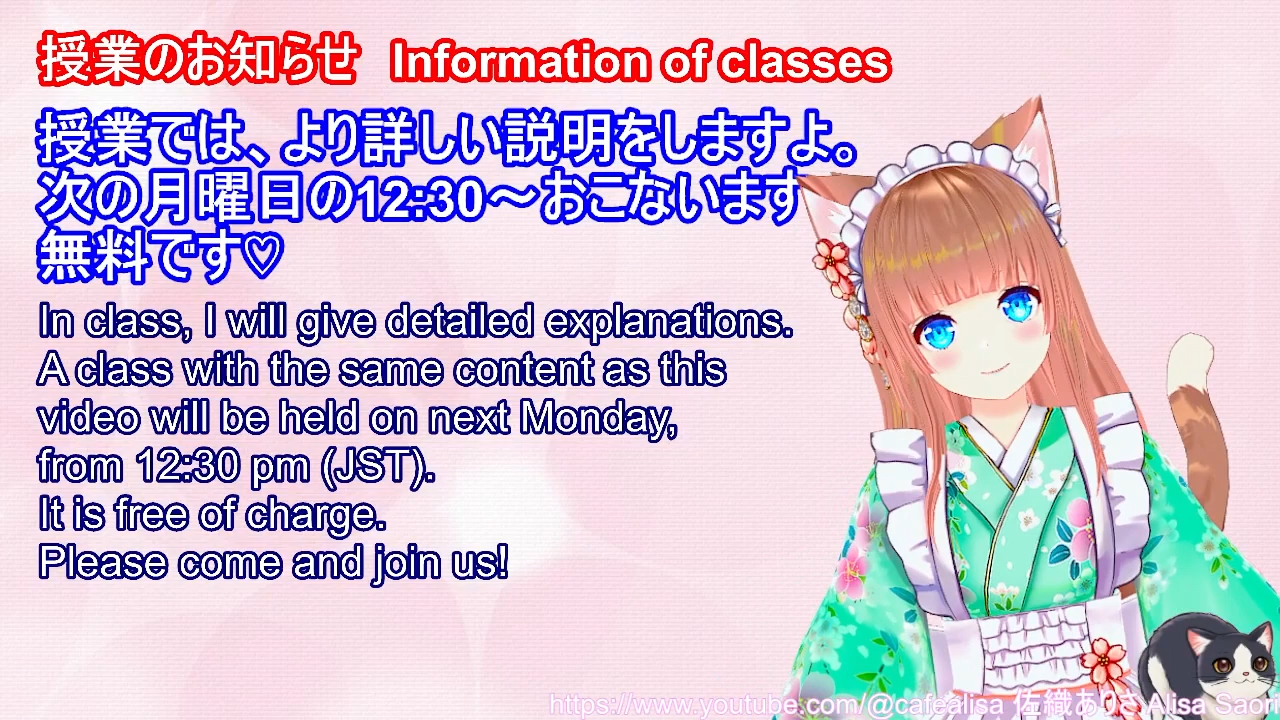 授業のお知らせ Information of classes
授業では、より詳しい説明をしますよ。
次の月曜日の12:30～おこないます
無料です♡
In class, I will give detailed explanations.
A class with the same content as this
video will be held on next Monday,
from 12:30 pm (JST).
It is free of charge.
Please come and join us!
https://www.youtube.com/@cafealisa 佐織ありさ Alisa Saori